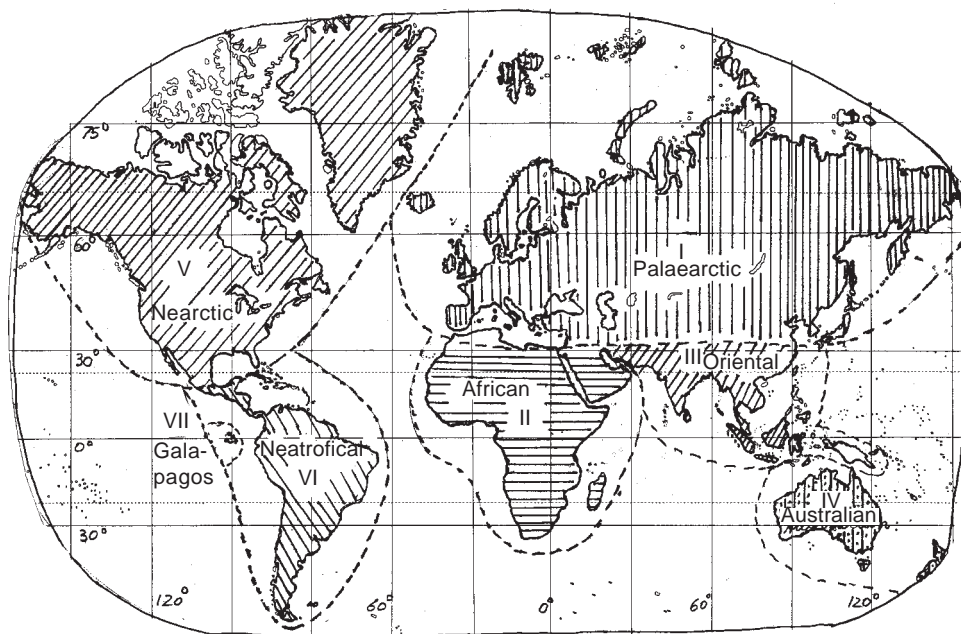 75°
60
V
Nearctic
I
Palaearctic
30°
III
Oriental
African
II
VII
Gala-
pagos
0°
Neatrofical
VI
IV
Australian
30°
120°
60°
0°
60°
120°